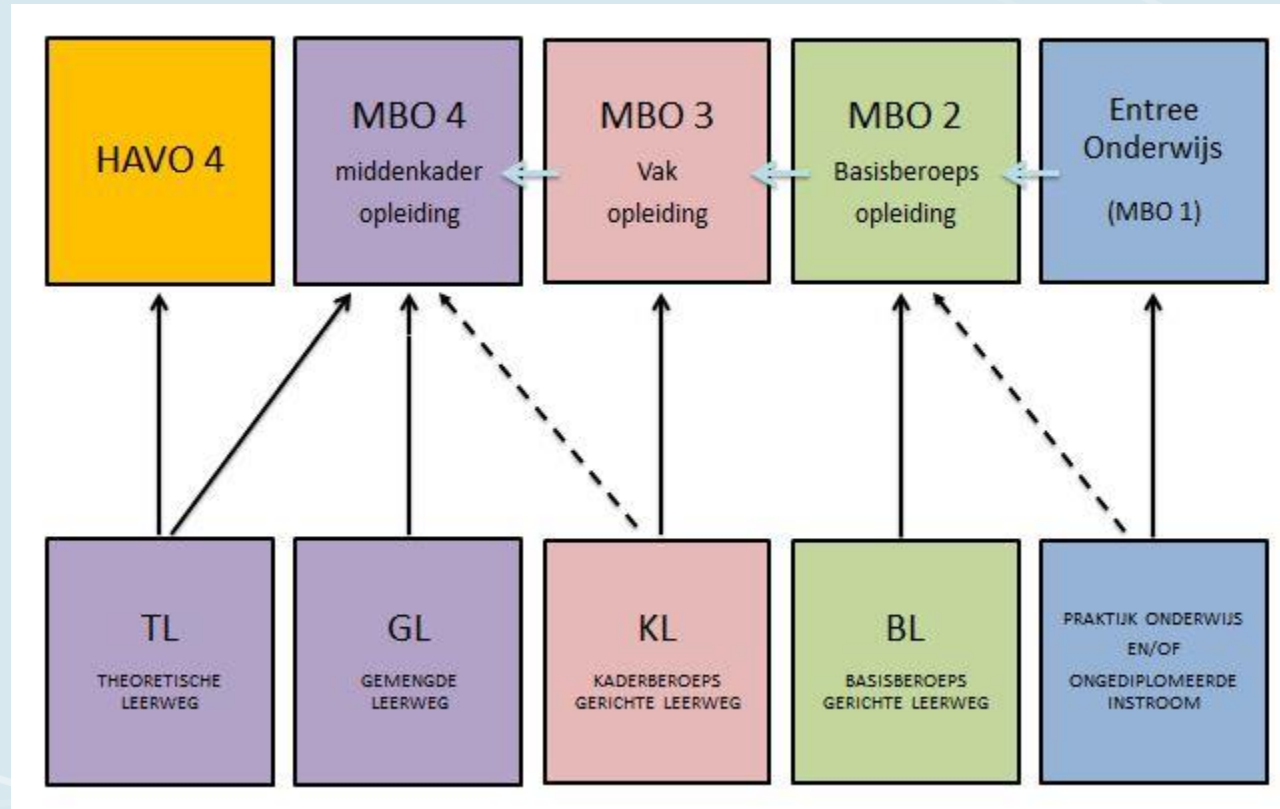 HAVO 4
MBO 4
middenkader
opleiding
MBO 3
Vak
opleiding
MBO 2
Basisberoeps
opleiding
Entree
Onderwijs
(MBO 1)
TL
THEORETISCHE
LEERWEG
GL
GEMENGDE
LEERWEG
KL
KADERBEROEPS
GERICHTE LEERWEG
BL
BASISBEROEPS
GERICHTE LEERWEG
PRAKTIJK ONDERWIJS
EN/OF
ONGEDIPLOMEERDE
INSTROOM